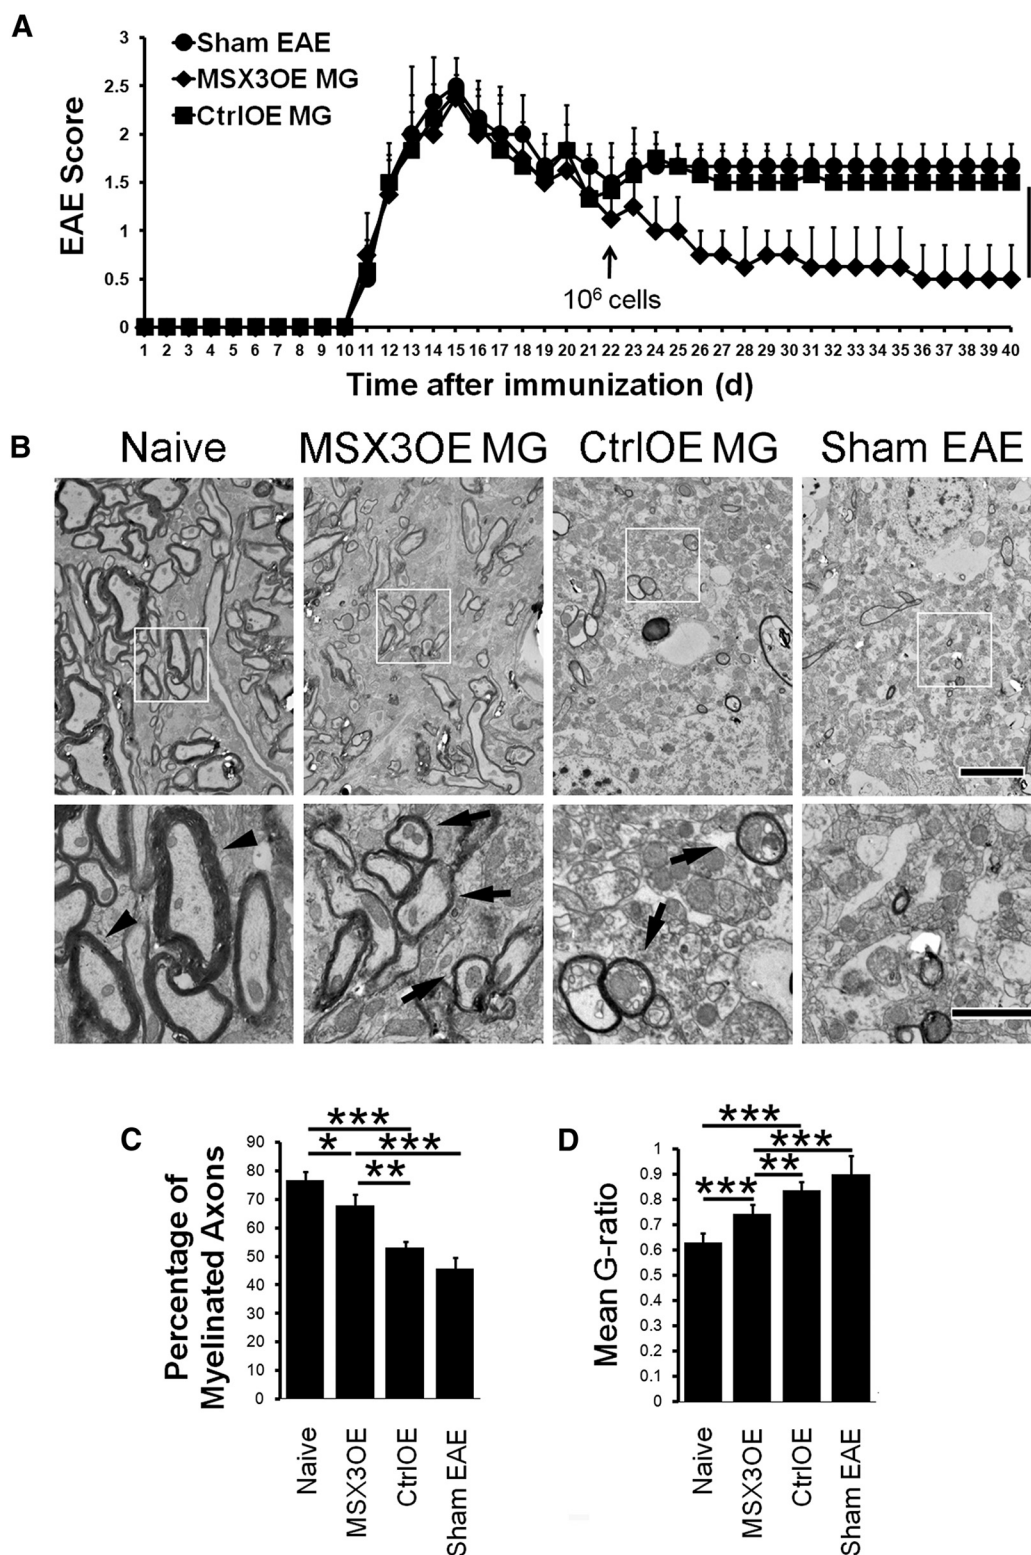 A
3
2.5
2
1.5
1
0.5
0
EAE Score
Sham EAE
MSX3OE MG
CtrlOE MG
10⁶ cells
1 2 3 4 5 6 7 8 9 10 11 12 13 14 15 16 17 18 19 20 21 22 23 24 25 26 27 28 29 30 31 32 33 34 35 36 37 38 39 40
Time after immunization (d)
B
Naive MSX3OE MG CtrlOE MG Sham EAE
C
Percentage of
Myelinated Axons
90
80
70
60
50
40
30
20
10
0
***
* ***
**
Naive
MSX3OE
CtrlOE
Sham EAE
D
Mean G-ratio
1
0.9
0.8
0.7
0.6
0.5
0.4
0.3
0.2
0.1
0
***
***
**
***
Naive
MSX3OE
CtrlOE
Sham EAE